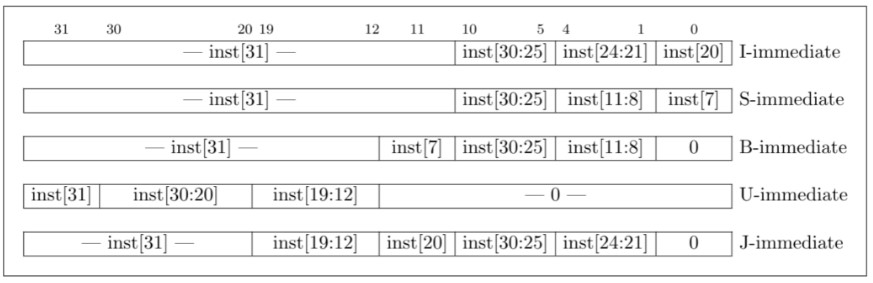 31 30 20 19 12 11 10 5 4 1 0
— inst[31] — inst[30:25] inst[24:21] inst[20] I-immediate
— inst[31] — inst[30:25] inst[11:8] inst[7] S-immediate
— inst[31] — inst[7] inst[30:25] inst[11:8] 0 B-immediate
inst[31] inst[30:20] inst[19:12] — 0 — U-immediate
— inst[31] — inst[19:12] inst[20] inst[30:25] inst[24:21] 0 J-immediate